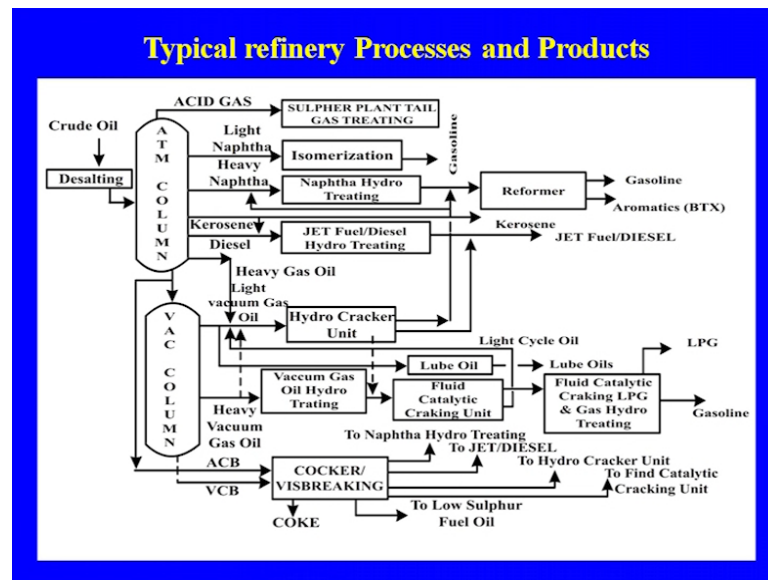 Typical refinery Processes and Products
ACID GAS
SULPHER PLANT TAIL
GAS TREATING
Crude Oil
Desalting
ATM COLUMN
Light
Naphtha
Isomerization
Heavy
Naphtha
Naphtha Hydro
Treating
Gasoline
Reformer
Gasoline
Aromatics (BTX)
Kerosene
Kerosene
Diesel
JET Fuel/Diesel
Hydro Treating
JET Fuel/DIESEL
Heavy Gas Oil
Light
vacuum Gas
Oil
Hydro Cracker
Unit
VAC COLUMN
Light Cycle Oil
LPG
Lube Oil
Lube Oils
Vaccum Gas
Oil Hydro
Trating
Fluid
Catalytic
Craking Unit
Fluid Catalytic
Craking LPG
& Gas Hydro
Treating
Gasoline
Heavy
Vacuum
Gas Oil
To Naphtha Hydro Treating
To JET/DIESEL
To Hydro Cracker Unit
To Find Catalytic
Cracking Unit
ACB
VCB
COCKER/
VISBREAKING
COKE
To Low Sulphur
Fuel Oil